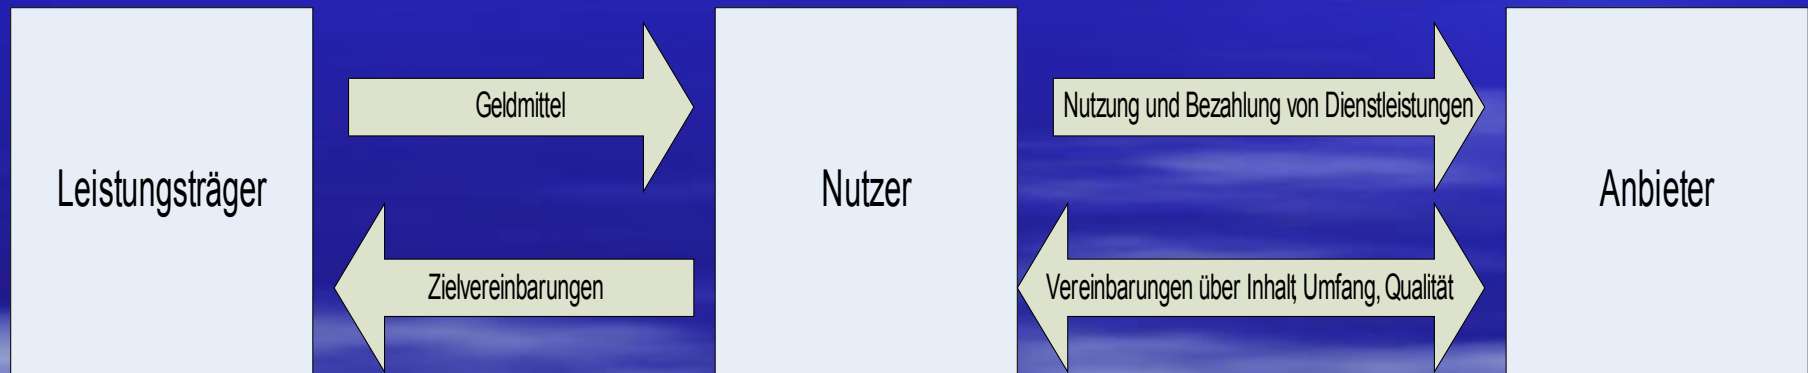 Leistungsträger
Geldmittel
Zielvereinbarungen
Nutzer
Nutzung und Bezahlung von Dienstleistungen
Vereinbarungen über Inhalt, Umfang, Qualität
Anbieter